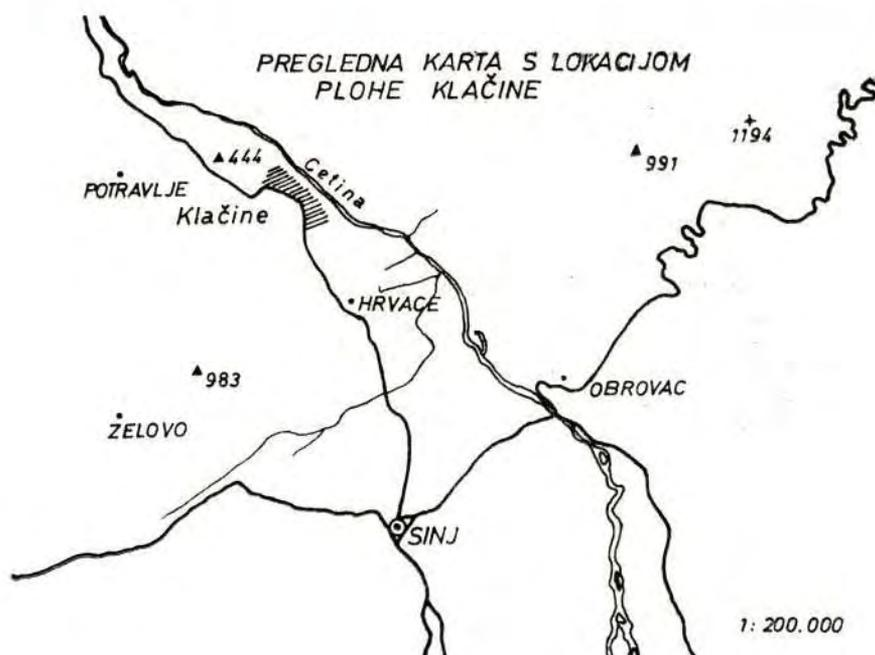 PREGLEDNA KARTA S LOKACIJOM
PLOHE KLAČINE
1194
991
444
Cetina
POTRAVLJE
Klačine
HRVACE
983
OBROVAC
ŽELOVO
SINJ
1: 200.000